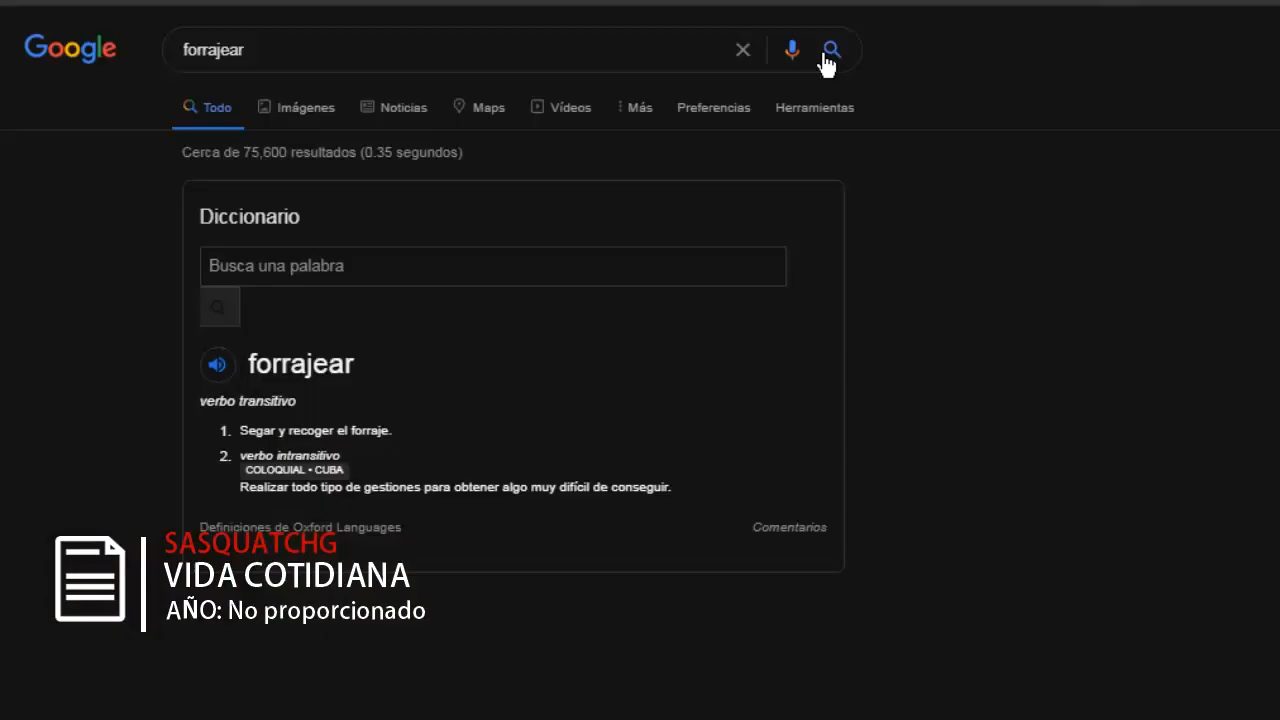 Google
forrajear
Todo Imágenes Noticias Maps Vídeos Más Preferencias Herramientas
Cerca de 75,600 resultados (0.35 segundos)
Diccionario
Busca una palabra
forrajear
verbo transitivo
1. Segar y recoger el forraje.
2. verbo intransitivo
COLOQUIAL • CUBA
Realizar todo tipo de gestiones para obtener algo muy difícil de conseguir.
Definiciones de Oxford Languages Comentarios
SASQUATCHG
VIDA COTIDIANA
AÑO: No proporcionado